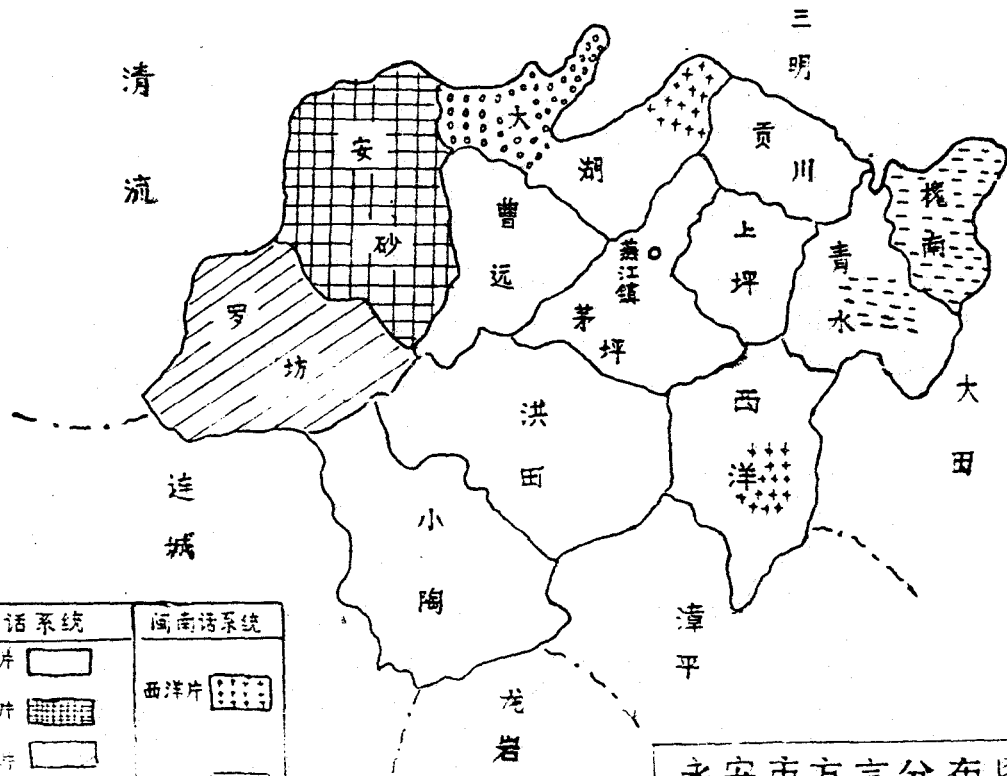 三明
清流
安砂
大湖
贡川
槐南
曹远
燕江镇
上坪
青水
罗坊
茅坪
大田
洪田
西洋
连城
小陶
漳平
龙岩
话系统
闽南话系统
片
西洋片
片
片
永安市方言分布